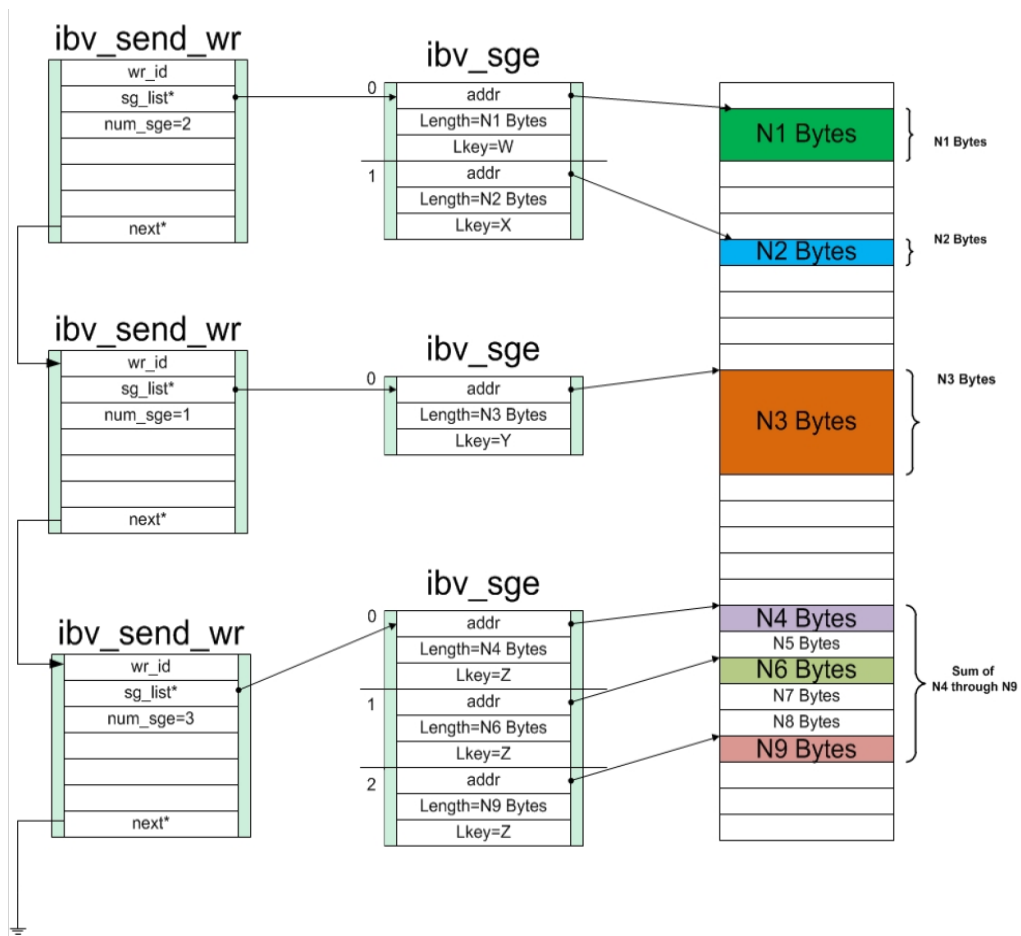 ibv_send_wr
wr_id
sg_list*
num_sge=2
next*
ibv_sge
0
addr
Length=N1 Bytes
Lkey=W
1
addr
Length=N2 Bytes
Lkey=X
N1 Bytes
N1 Bytes
N2 Bytes
N2 Bytes
ibv_send_wr
wr_id
sg_list*
num_sge=1
next*
ibv_sge
0
addr
Length=N3 Bytes
Lkey=Y
N3 Bytes
N3 Bytes
ibv_send_wr
wr_id
sg_list*
num_sge=3
next*
ibv_sge
0
addr
Length=N4 Bytes
Lkey=Z
1
addr
Length=N6 Bytes
Lkey=Z
2
addr
Length=N9 Bytes
Lkey=Z
N4 Bytes
N5 Bytes
N6 Bytes
N7 Bytes
N8 Bytes
N9 Bytes
Sum of
N4 through N9